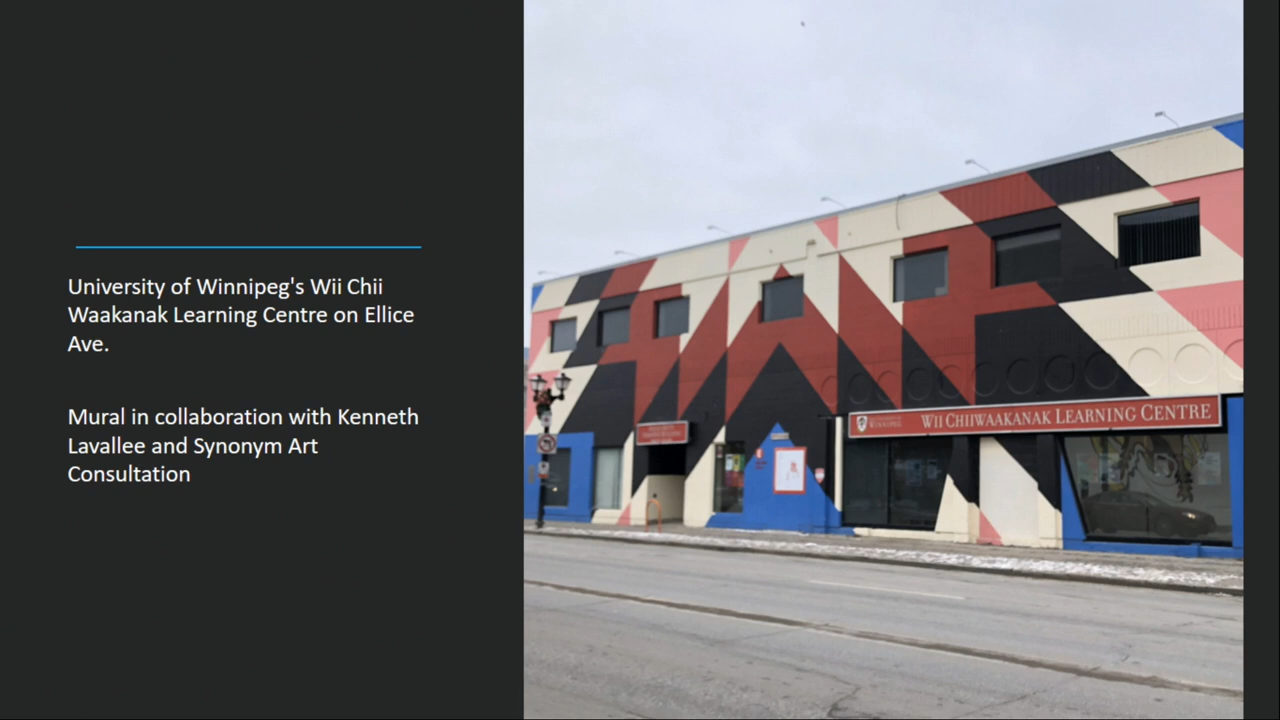 University of Winnipeg's Wii Chii
Waakanak Learning Centre on Ellice
Ave.
Mural in collaboration with Kenneth
Lavallee and Synonym Art
Consultation
WINNIPEG
WII CHIIWAAKANAK LEARNING CENTRE